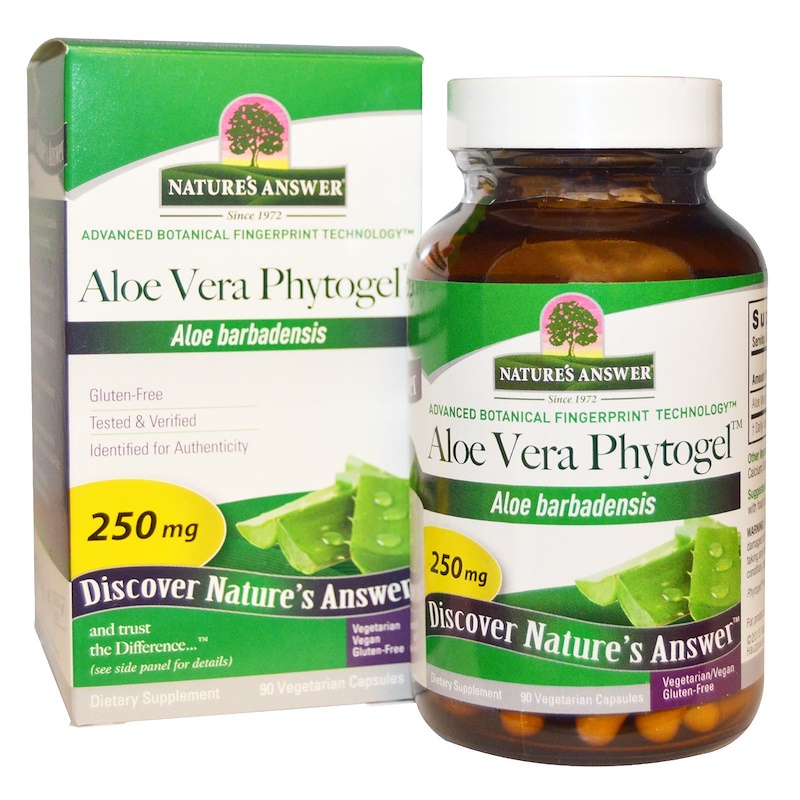 NATURE'S ANSWER
Since 1972
ADVANCED BOTANICAL FINGERPRINT TECHNOLOGY™
Aloe Vera Phytogel™
Aloe barbadensis
Gluten-Free
Tested & Verified
Identified for Authenticity
250 mg
Discover Nature's Answer
and trust
the Difference...™
(see side panel for details)
Vegetarian
Vegan
Gluten-Free
Dietary Supplement
90 Vegetarian Capsules
NATURE'S ANSWER
Since 1972
ADVANCED BOTANICAL FINGERPRINT TECHNOLOGY™
Aloe Vera Phytogel™
Aloe barbadensis
250 mg
Discover Nature's Answer™
Vegetarian/Vegan
Gluten-Free
Dietary Supplement
90 Vegetarian Capsules
Su
WARNING